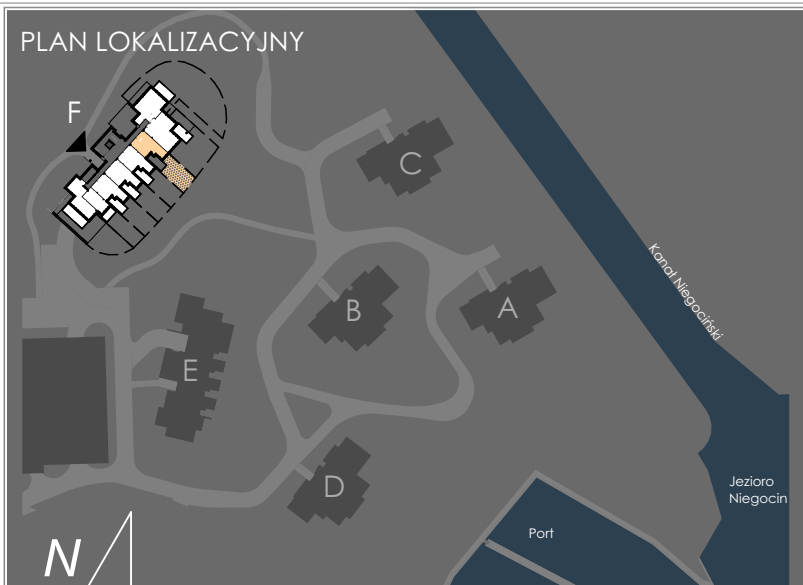 PLAN LOKALIZACYJNY
F
C
Kanał Niegociński
A
B
E
D
Jezioro
Niegocin
Port
N